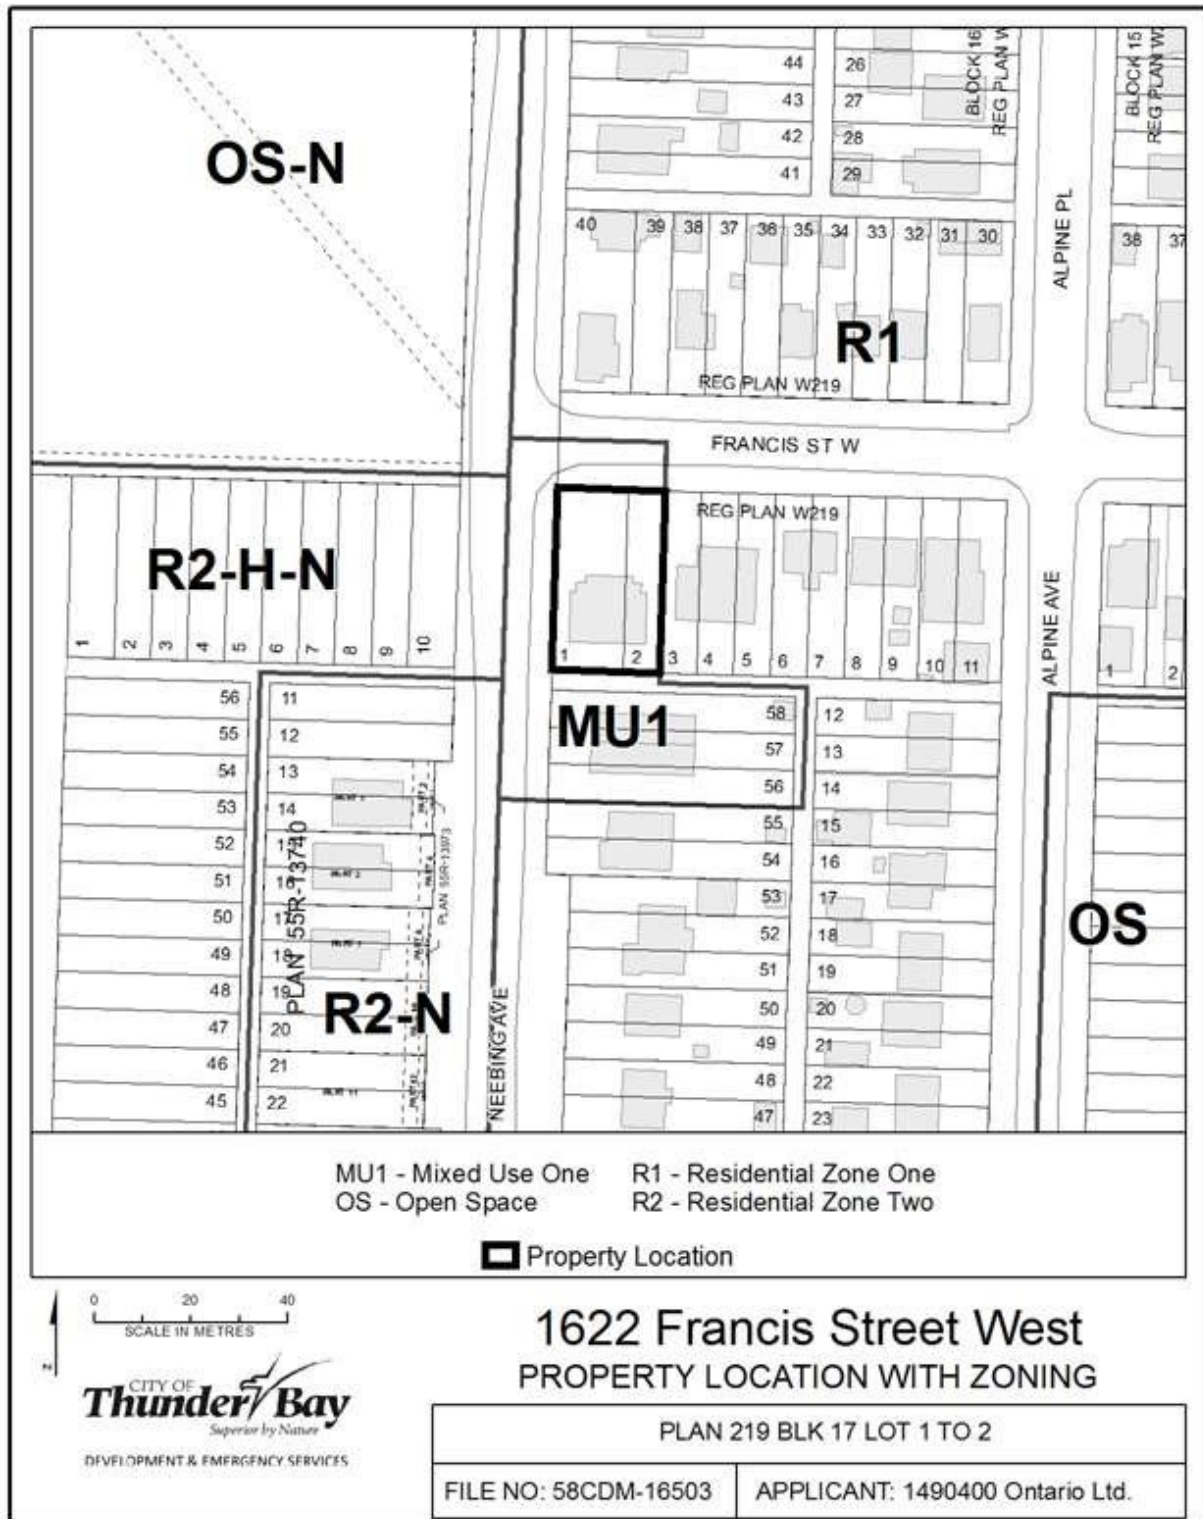 44
43
42
41
26
27
28
29
BLOCK 16
REG PLAN W
BLOCK 15
REG PLAN W
ALPINE PL
OS-N
40 39 38 37 36 35 34 33 32 31 30
38 37
R1
REG PLAN W219
FRANCIS ST W
REG PLAN W219
R2-H-N
1 2 3 4 5 6 7 8 9 10
1 2 3 4 5 6 7 8 9 10 11
1 2
ALPINE AVE
MU1
56
55
54
53
52
51
50
49
48
47
46
45
11
12
13
14
16
17
18
19
20
21
22
PLAN 55R-13740
PLAN 55R-13973
R2-N
NEEBING AVE
58
57
56
55
54
53
52
51
50
49
48
47
12
13
14
15
16
17
18
19
20
21
22
23
OS
MU1 - Mixed Use One R1 - Residential Zone One
OS - Open Space R2 - Residential Zone Two
Property Location
0 20 40
SCALE IN METRES
N
CITY OF
Thunder Bay
Superior by Nature
DEVELOPMENT & EMERGENCY SERVICES
1622 Francis Street West
PROPERTY LOCATION WITH ZONING
PLAN 219 BLK 17 LOT 1 TO 2
FILE NO: 58CDM-16503
APPLICANT: 1490400 Ontario Ltd.